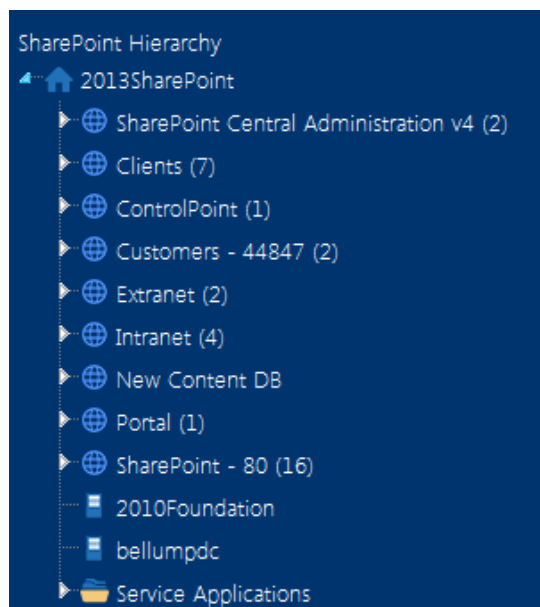 SharePoint Hierarchy
2013SharePoint
SharePoint Central Administration v4 (2)
Clients (7)
ControlPoint (1)
Customers - 44847 (2)
Extranet (2)
Intranet (4)
New Content DB
Portal (1)
SharePoint - 80 (16)
2010Foundation
bellumpdc
Service Applications